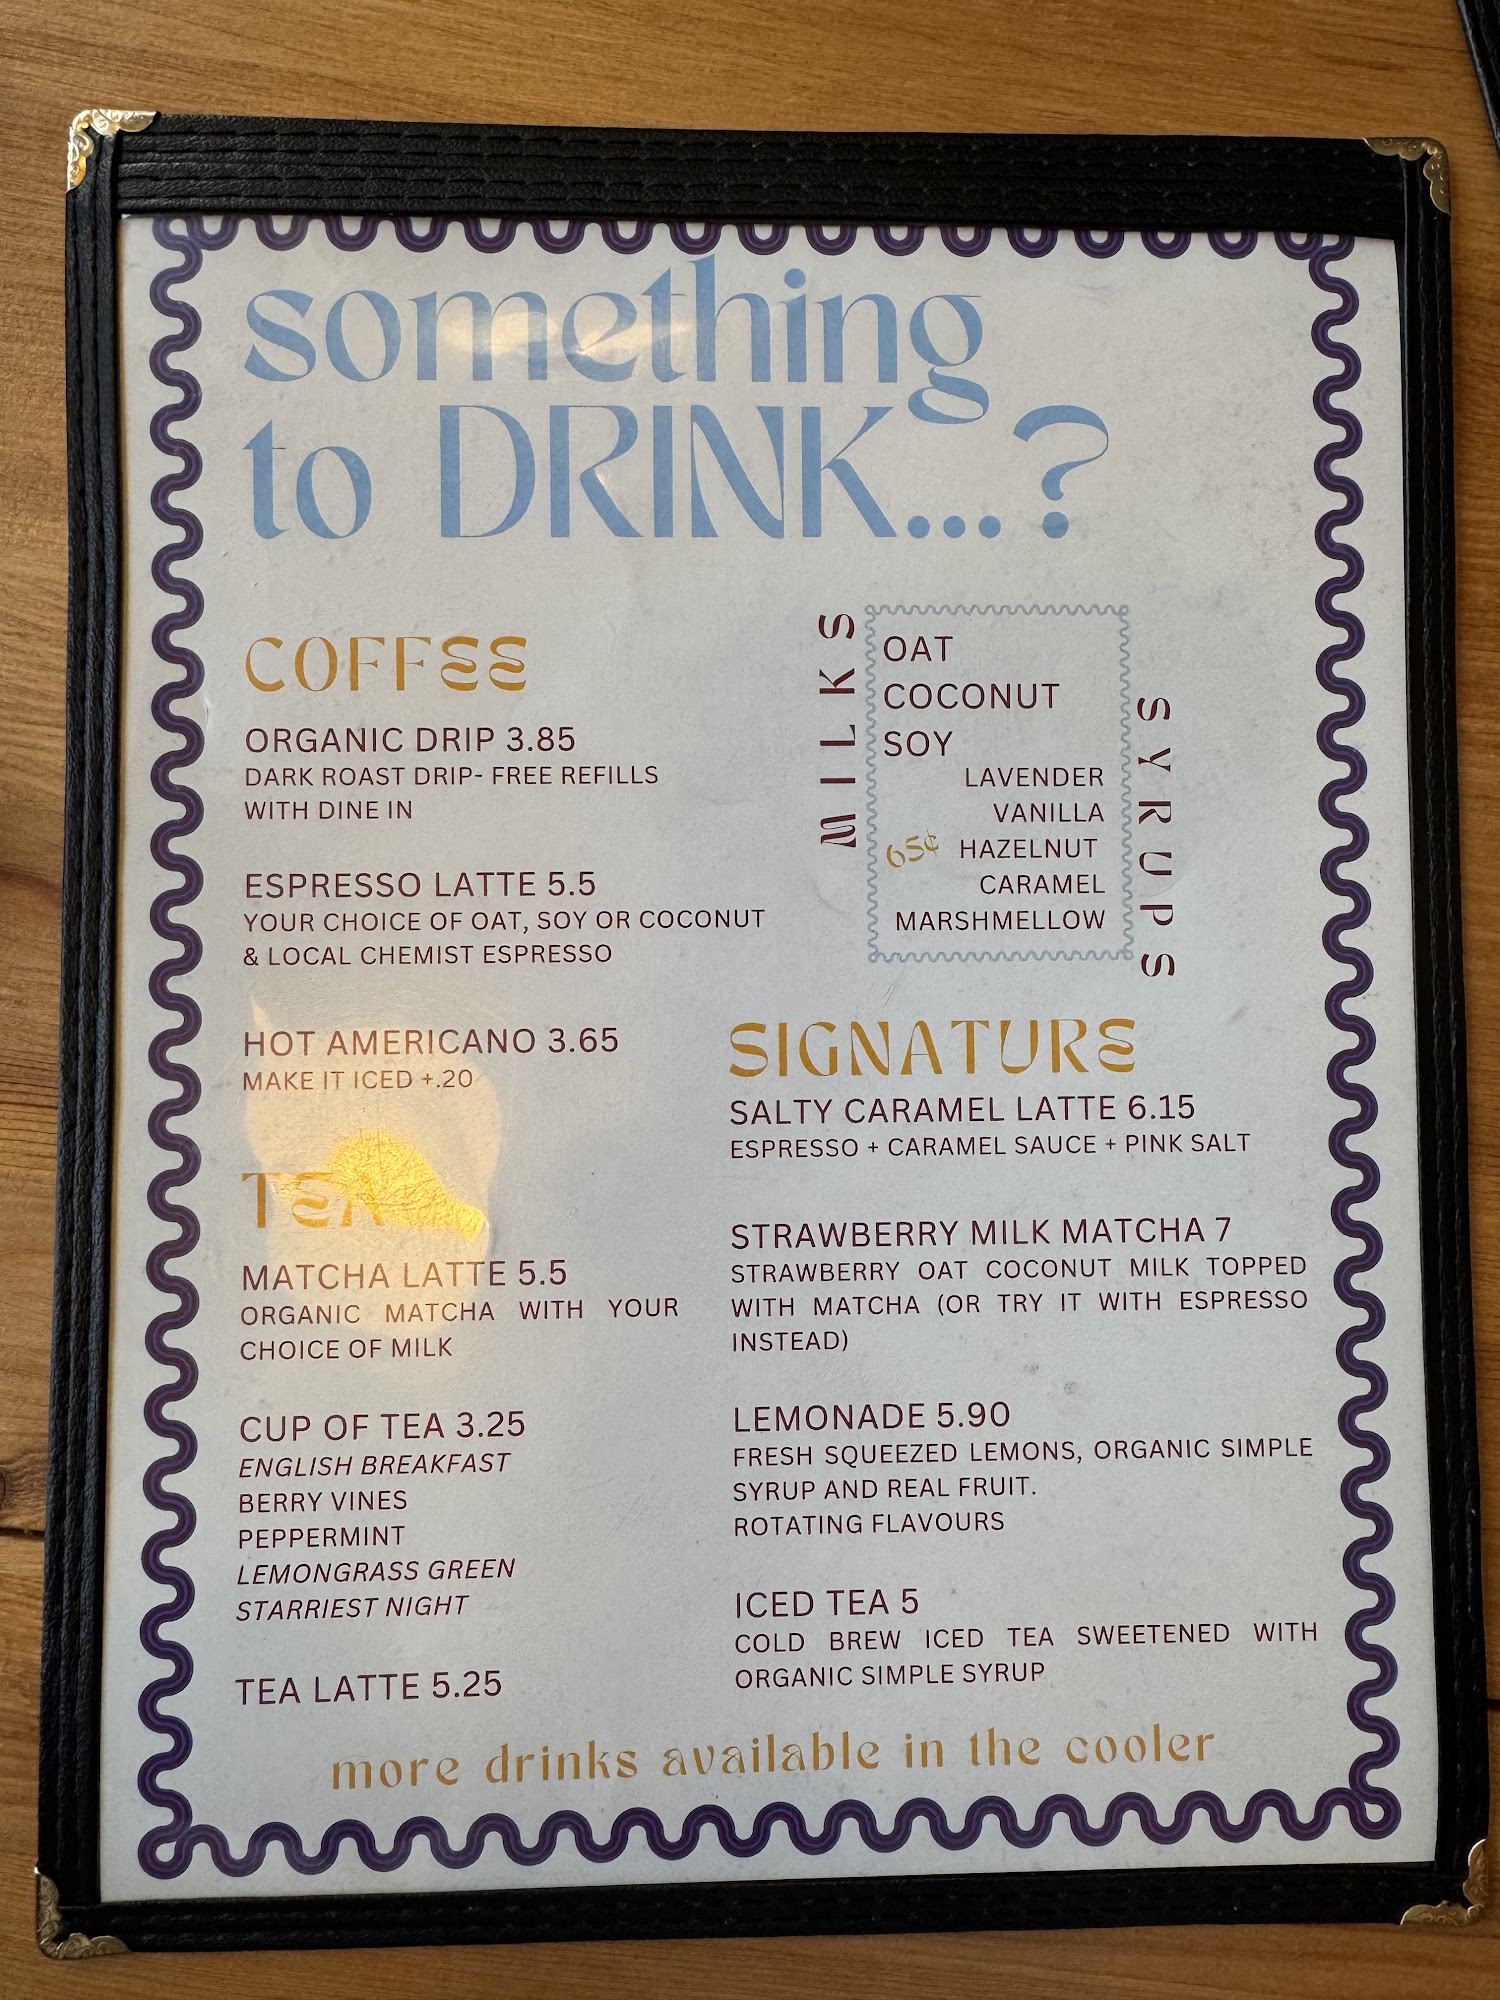 something
to DRINK...?
COFFEE
ORGANIC DRIP 3.85
DARK ROAST DRIP- FREE REFILLS
WITH DINE IN
ESPRESSO LATTE 5.5
YOUR CHOICE OF OAT, SOY OR COCONUT
& LOCAL CHEMIST ESPRESSO
HOT AMERICANO 3.65
MAKE IT ICED +.20
TEA
MATCHA LATTE 5.5
ORGANIC MATCHA WITH YOUR
CHOICE OF MILK
CUP OF TEA 3.25
ENGLISH BREAKFAST
BERRY VINES
PEPPERMINT
LEMONGRASS GREEN
STARRIEST NIGHT
TEA LATTE 5.25
MILKS
OAT
COCONUT
SOY
SYRUPS
LAVENDER
VANILLA
65¢ HAZELNUT
CARAMEL
MARSHMELLOW
SIGNATURE
SALTY CARAMEL LATTE 6.15
ESPRESSO + CARAMEL SAUCE + PINK SALT
STRAWBERRY MILK MATCHA 7
STRAWBERRY OAT COCONUT MILK TOPPED
WITH MATCHA (OR TRY IT WITH ESPRESSO
INSTEAD)
LEMONADE 5.90
FRESH SQUEEZED LEMONS, ORGANIC SIMPLE
SYRUP AND REAL FRUIT.
ROTATING FLAVOURS
ICED TEA 5
COLD BREW ICED TEA SWEETENED WITH
ORGANIC SIMPLE SYRUP
more drinks available in the cooler